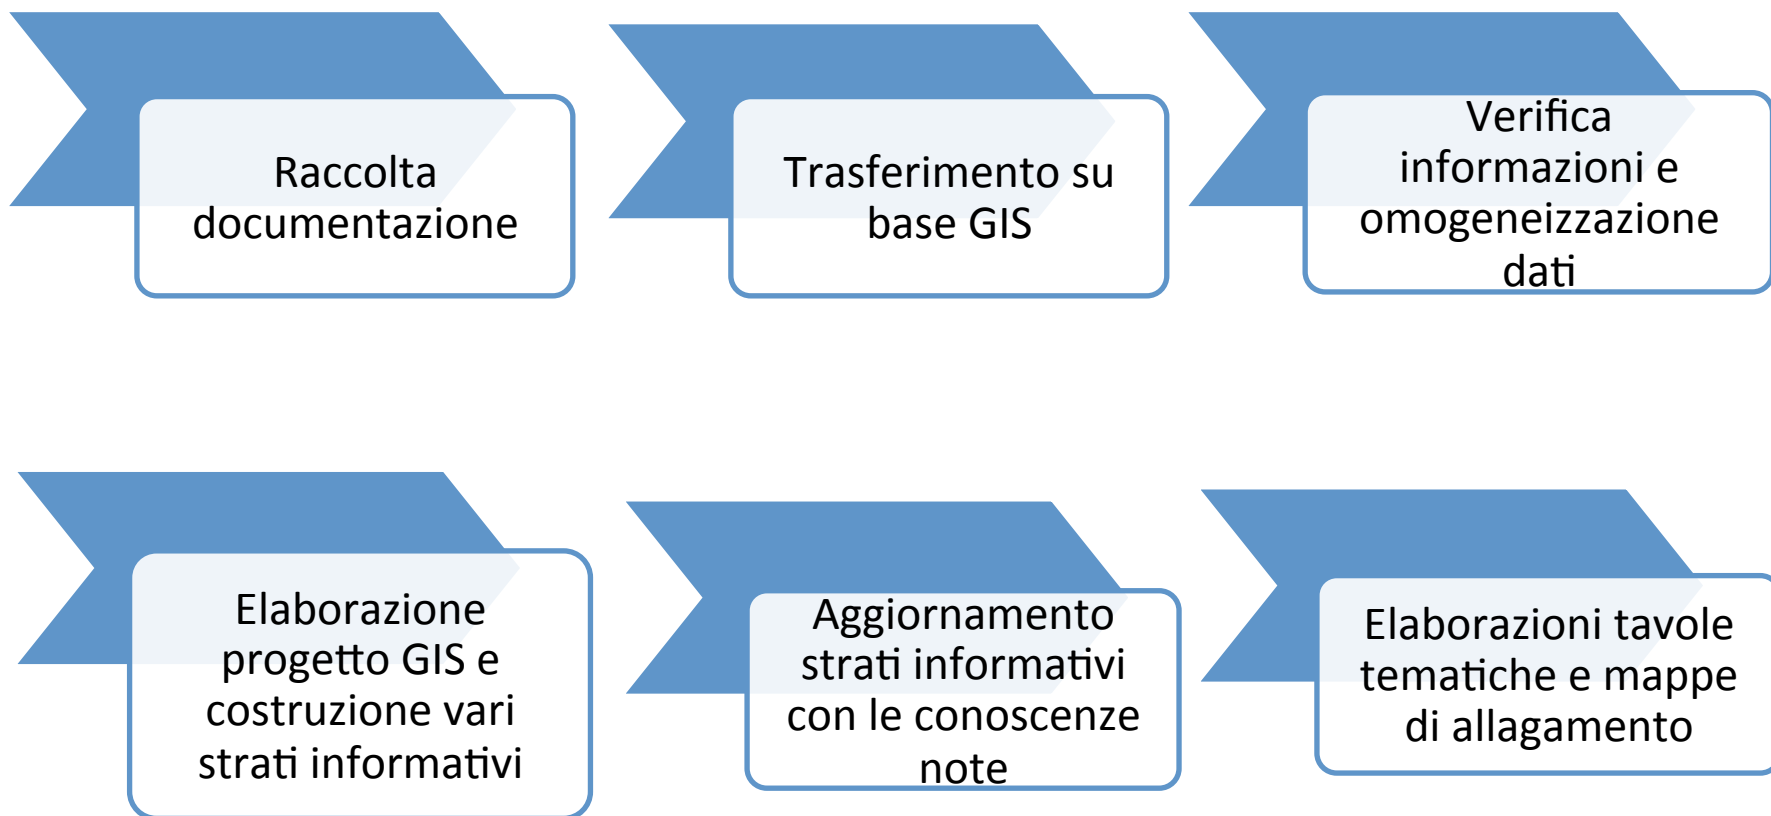 Raccolta
documentazione
Trasferimento su
base GIS
Verifica
informazioni e
omogeneizzazione
dati
Elaborazione
progetto GIS e
costruzione vari
strati informativi
Aggiornamento
strati informativi
con le conoscenze
note
Elaborazioni tavole
tematiche e mappe
di allagamento